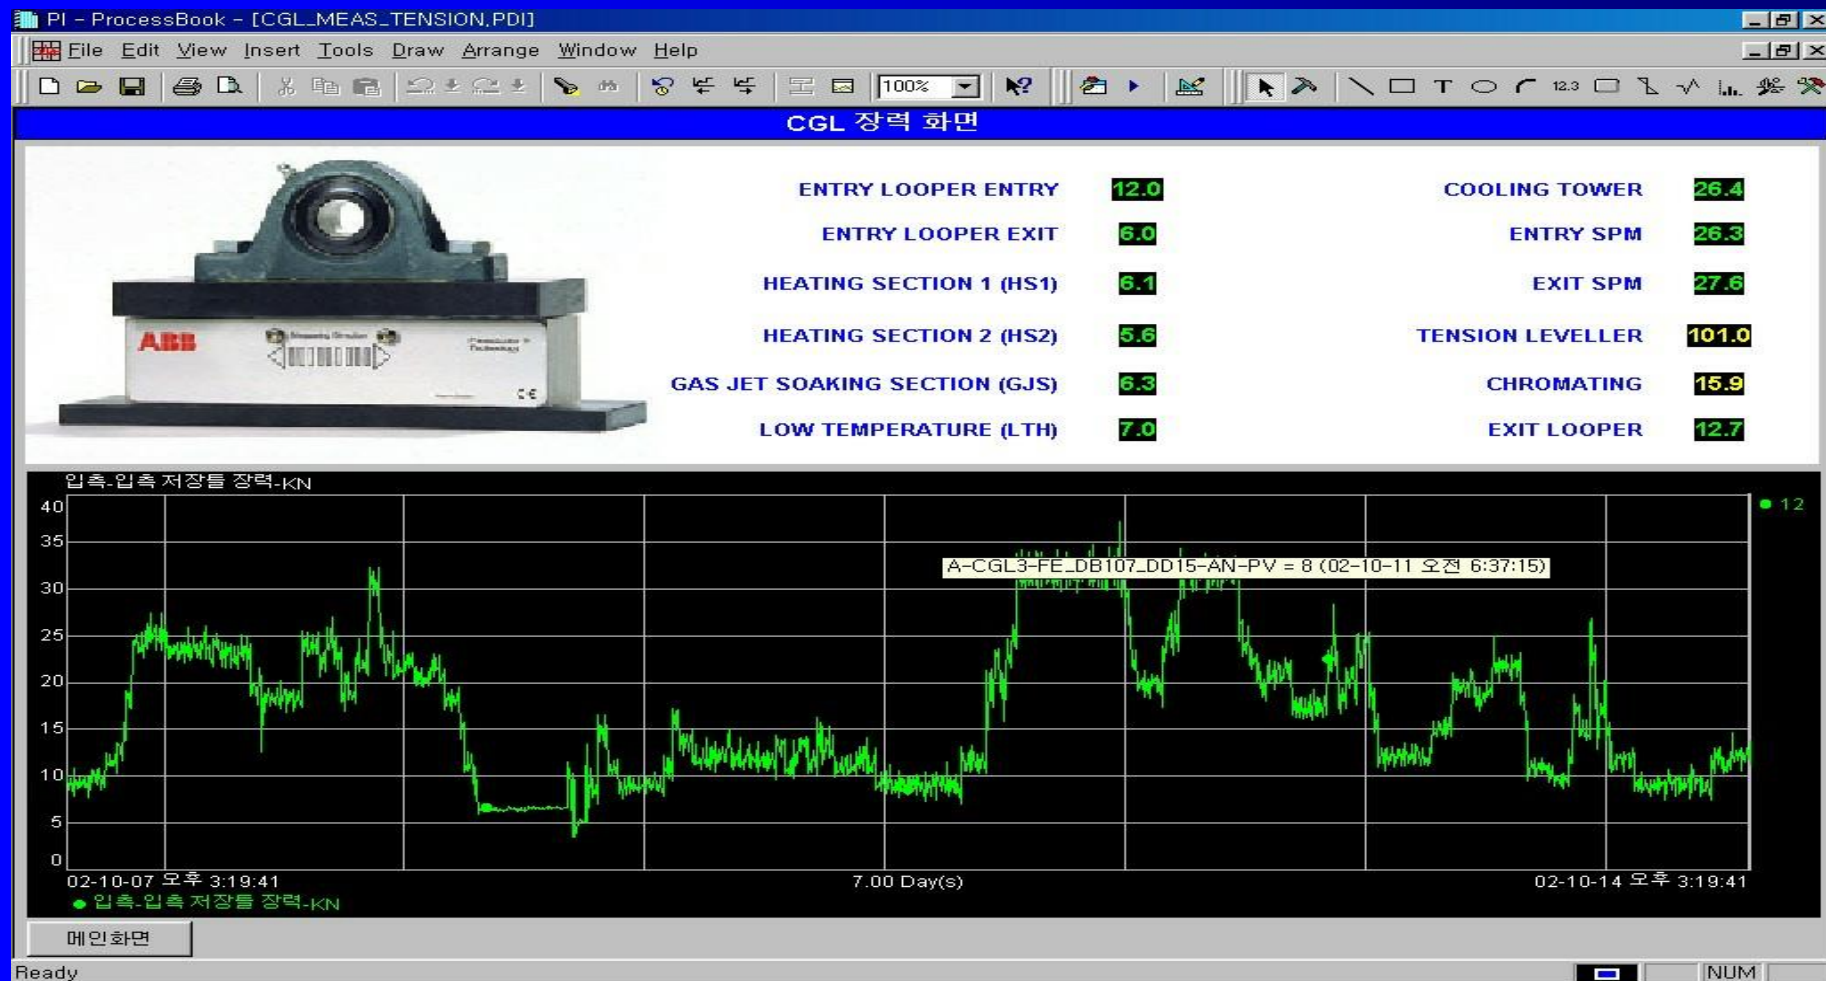 PI - ProcessBook - [CGL_MEAS_TENSION.PDI]
File Edit View Insert Tools Draw Arrange Window Help
100%
T 12.3
CGL 장력 화면
ABB
ENTRY LOOPER ENTRY 12.0 COOLING TOWER 26.4
ENTRY LOOPER EXIT 6.0 ENTRY SPM 26.3
HEATING SECTION 1 (HS1) 6.1 EXIT SPM 27.6
HEATING SECTION 2 (HS2) 5.6 TENSION LEVELLER 101.0
GAS JET SOAKING SECTION (GJS) 6.3 CHROMATING 15.9
LOW TEMPERATURE (LTH) 7.0 EXIT LOOPER 12.7
입측-입측 저장틀 장력-KN
40
12
35
A-CGL3-FE_DB107_DD15-AN-PV = 8 (02-10-11 오전 6:37:15)
30
25
20
15
10
5
0
02-10-07 오후 3:19:41 7.00 Day(s) 02-10-14 오후 3:19:41
입측-입측 저장틀 장력-KN
메인화면
Ready NUM